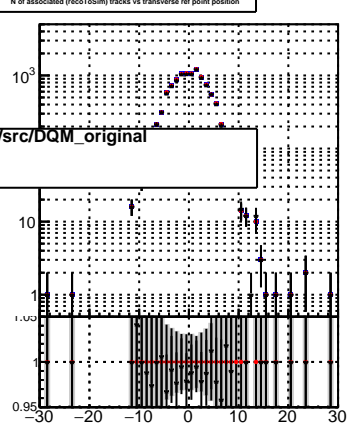 N of associated (recoToSim) tracks vs transverse ref point position
10³
/src/DQM_original
10
1
1.05
1
0.95
−30 −20 −10 0 10 20 30